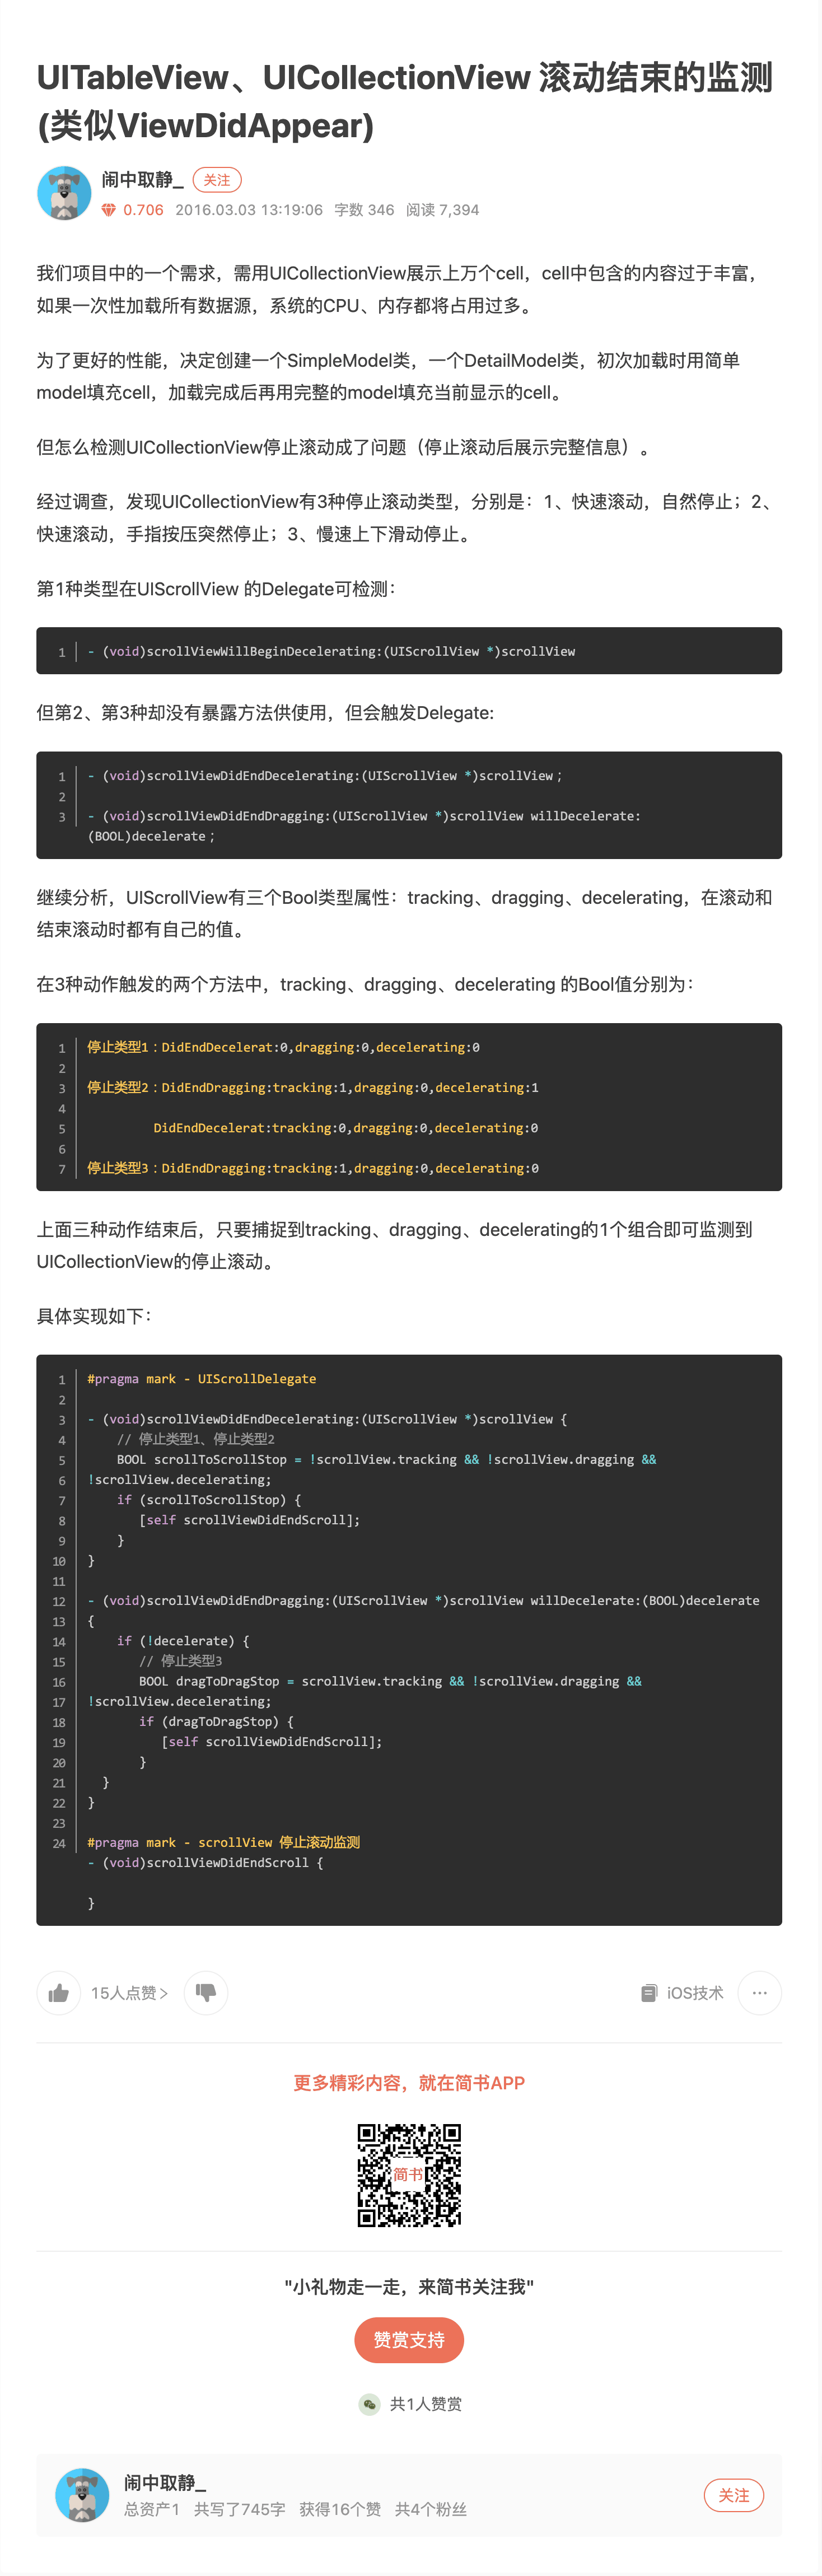 UITableView、UICollectionView 滚动结束的监测
(类似ViewDidAppear)
闹中取静_ 关注
0.706 2016.03.03 13:19:06 字数 346 阅读 7,394
我们项目中的一个需求，需用UICollectionView展示上万个cell，cell中包含的内容过于丰富，
如果一次性加载所有数据源，系统的CPU、内存都将占用过多。
为了更好的性能，决定创建一个SimpleModel类，一个DetailModel类，初次加载时用简单
model填充cell，加载完成后再用完整的model填充当前显示的cell。
但怎么检测UICollectionView停止滚动成了问题（停止滚动后展示完整信息）。
经过调查，发现UICollectionView有3种停止滚动类型，分别是：1、快速滚动，自然停止；2、
快速滚动，手指按压突然停止；3、慢速上下滑动停止。
第1种类型在UIScrollView 的Delegate可检测：
1 - (void)scrollViewWillBeginDecelerating:(UIScrollView *)scrollView
但第2、第3种却没有暴露方法供使用，但会触发Delegate:
1 - (void)scrollViewDidEndDecelerating:(UIScrollView *)scrollView；
2
3 - (void)scrollViewDidEndDragging:(UIScrollView *)scrollView willDecelerate:
(BOOL)decelerate；
继续分析，UIScrollView有三个Bool类型属性：tracking、dragging、decelerating，在滚动和
结束滚动时都有自己的值。
在3种动作触发的两个方法中，tracking、dragging、decelerating 的Bool值分别为：
1 停止类型1：DidEndDecelerat:0,dragging:0,decelerating:0
2
3 停止类型2：DidEndDragging:tracking:1,dragging:0,decelerating:1
4
5 DidEndDecelerat:tracking:0,dragging:0,decelerating:0
6
7 停止类型3：DidEndDragging:tracking:1,dragging:0,decelerating:0
上面三种动作结束后，只要捕捉到tracking、dragging、decelerating的1个组合即可监测到
UICollectionView的停止滚动。
具体实现如下：
1 #pragma mark - UIScrollDelegate
2
3 - (void)scrollViewDidEndDecelerating:(UIScrollView *)scrollView {
4 // 停止类型1、停止类型2
5 BOOL scrollToScrollStop = !scrollView.tracking && !scrollView.dragging &&
6 !scrollView.decelerating;
7 if (scrollToScrollStop) {
8 [self scrollViewDidEndScroll];
9 }
10 }
11
12 - (void)scrollViewDidEndDragging:(UIScrollView *)scrollView willDecelerate:(BOOL)decelerate
13 {
14 if (!decelerate) {
15 // 停止类型3
16 BOOL dragToDragStop = scrollView.tracking && !scrollView.dragging &&
17 !scrollView.decelerating;
18 if (dragToDragStop) {
19 [self scrollViewDidEndScroll];
20 }
21 }
22 }
23
24 #pragma mark - scrollView 停止滚动监测
- (void)scrollViewDidEndScroll {
}
15人点赞 > iOS技术 ···
更多精彩内容，就在简书APP
简书
"小礼物走一走，来简书关注我"
赞赏支持
共1人赞赏
闹中取静_
总资产1 共写了745字 获得16个赞 共4个粉丝
关注